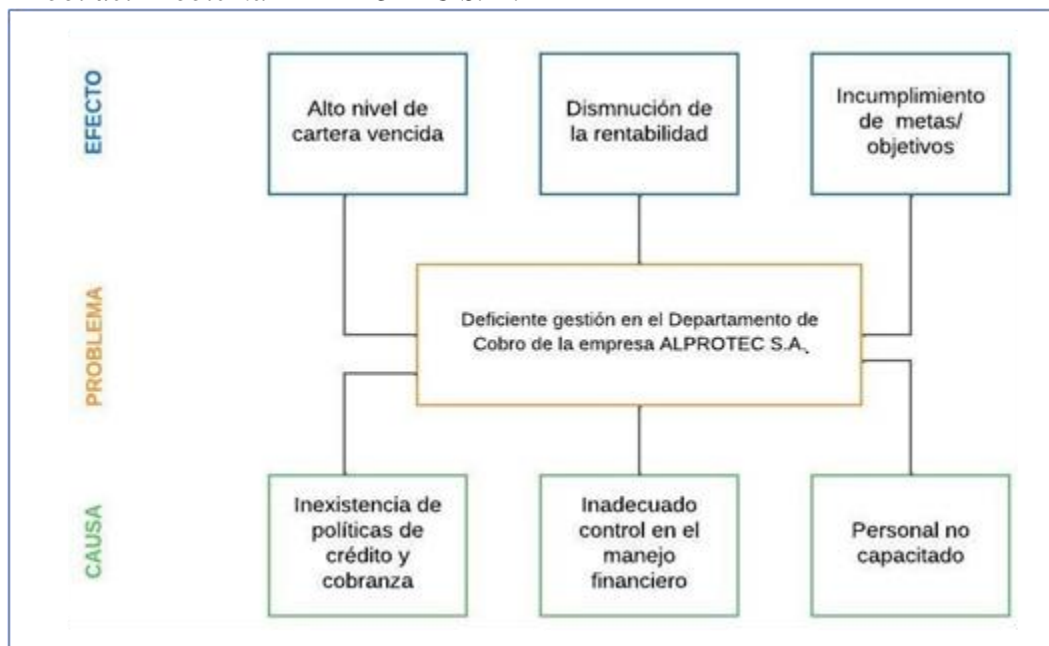 EFECTO
Alto nivel de
cartera vencida
Dismnución de
la rentabilidad
Incumplimiento
de metas/
objetivos
PROBLEMA
Deficiente gestión en el Departamento de
Cobro de la empresa ALPROTEC S.A.
CAUSA
Inexistencia de
políticas de
crédito y
cobranza
Inadecuado
control en el
manejo
financiero
Personal no
capacitado